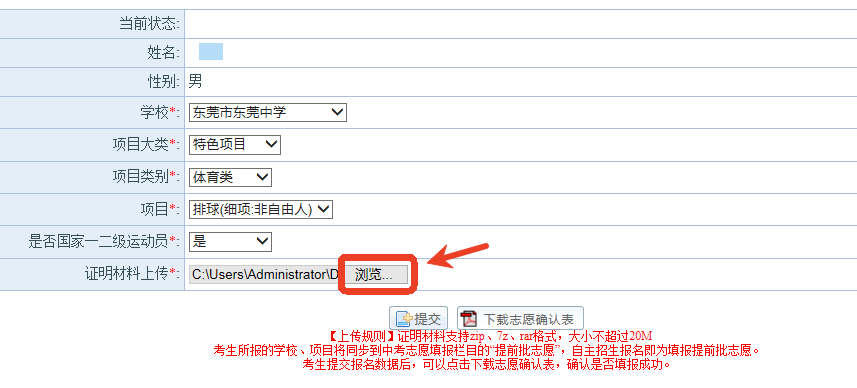 当前状态:
姓名:
性别: 男
学校*: 东莞市东莞中学
项目大类*: 特色项目
项目类别*: 体育类
项目*: 排球(细项:非自由人)
是否国家一二级运动员*: 是
证明材料上传*: C:\Users\Administrator\D 浏览...
提交 下载志愿确认表
【上传规则】证明材料支持zip、7z、rar格式，大小不超过20M
考生所报的学校、项目将同步到中考志愿填报栏目的“提前批志愿”，自主招生报名即为填报提前批志愿。
考生提交报名数据后，可以点击下载志愿确认表，确认是否填报成功。